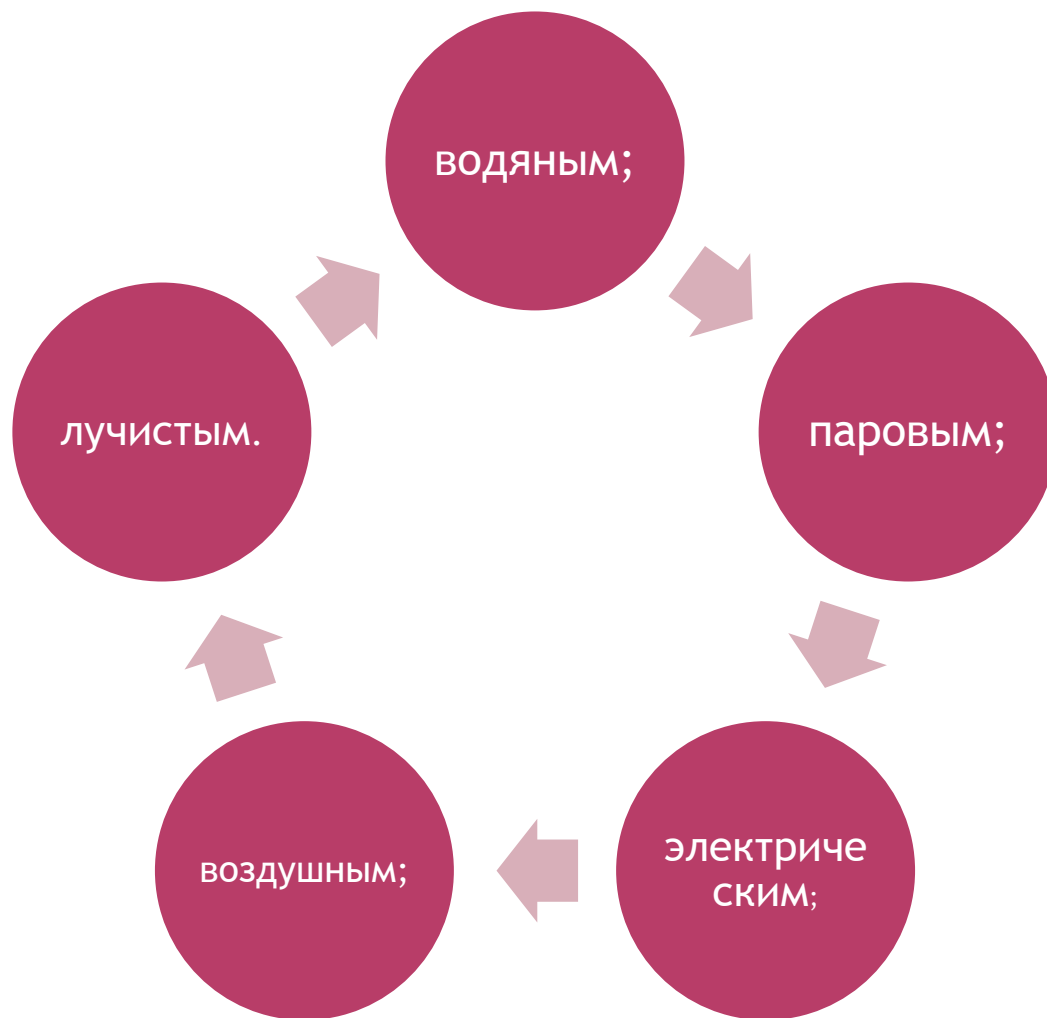 водяным;
паровым;
электриче
ским;
воздушным;
лучистым.